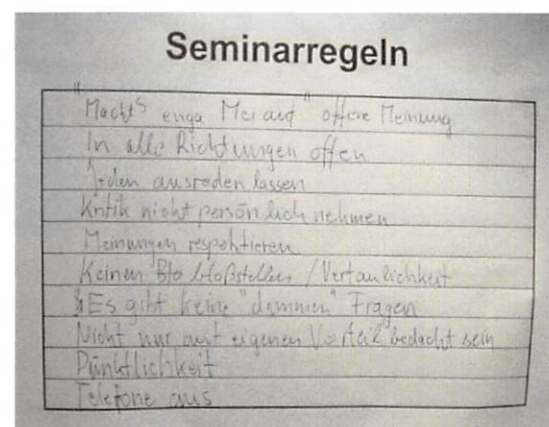 Seminarregeln
"Machts enga Mei auf" offene Meinung
In alle Richtungen offen
Jeden ausreden lassen
Kritik nicht persönlich nehmen
Meinungen respektieren
Keinen bloßstellen / Vertraulichkeit
Es gibt keine "dummen" Fragen
Nicht nur auf eigenen Vorteil bedacht sein
Pünktlichkeit
Telefone aus